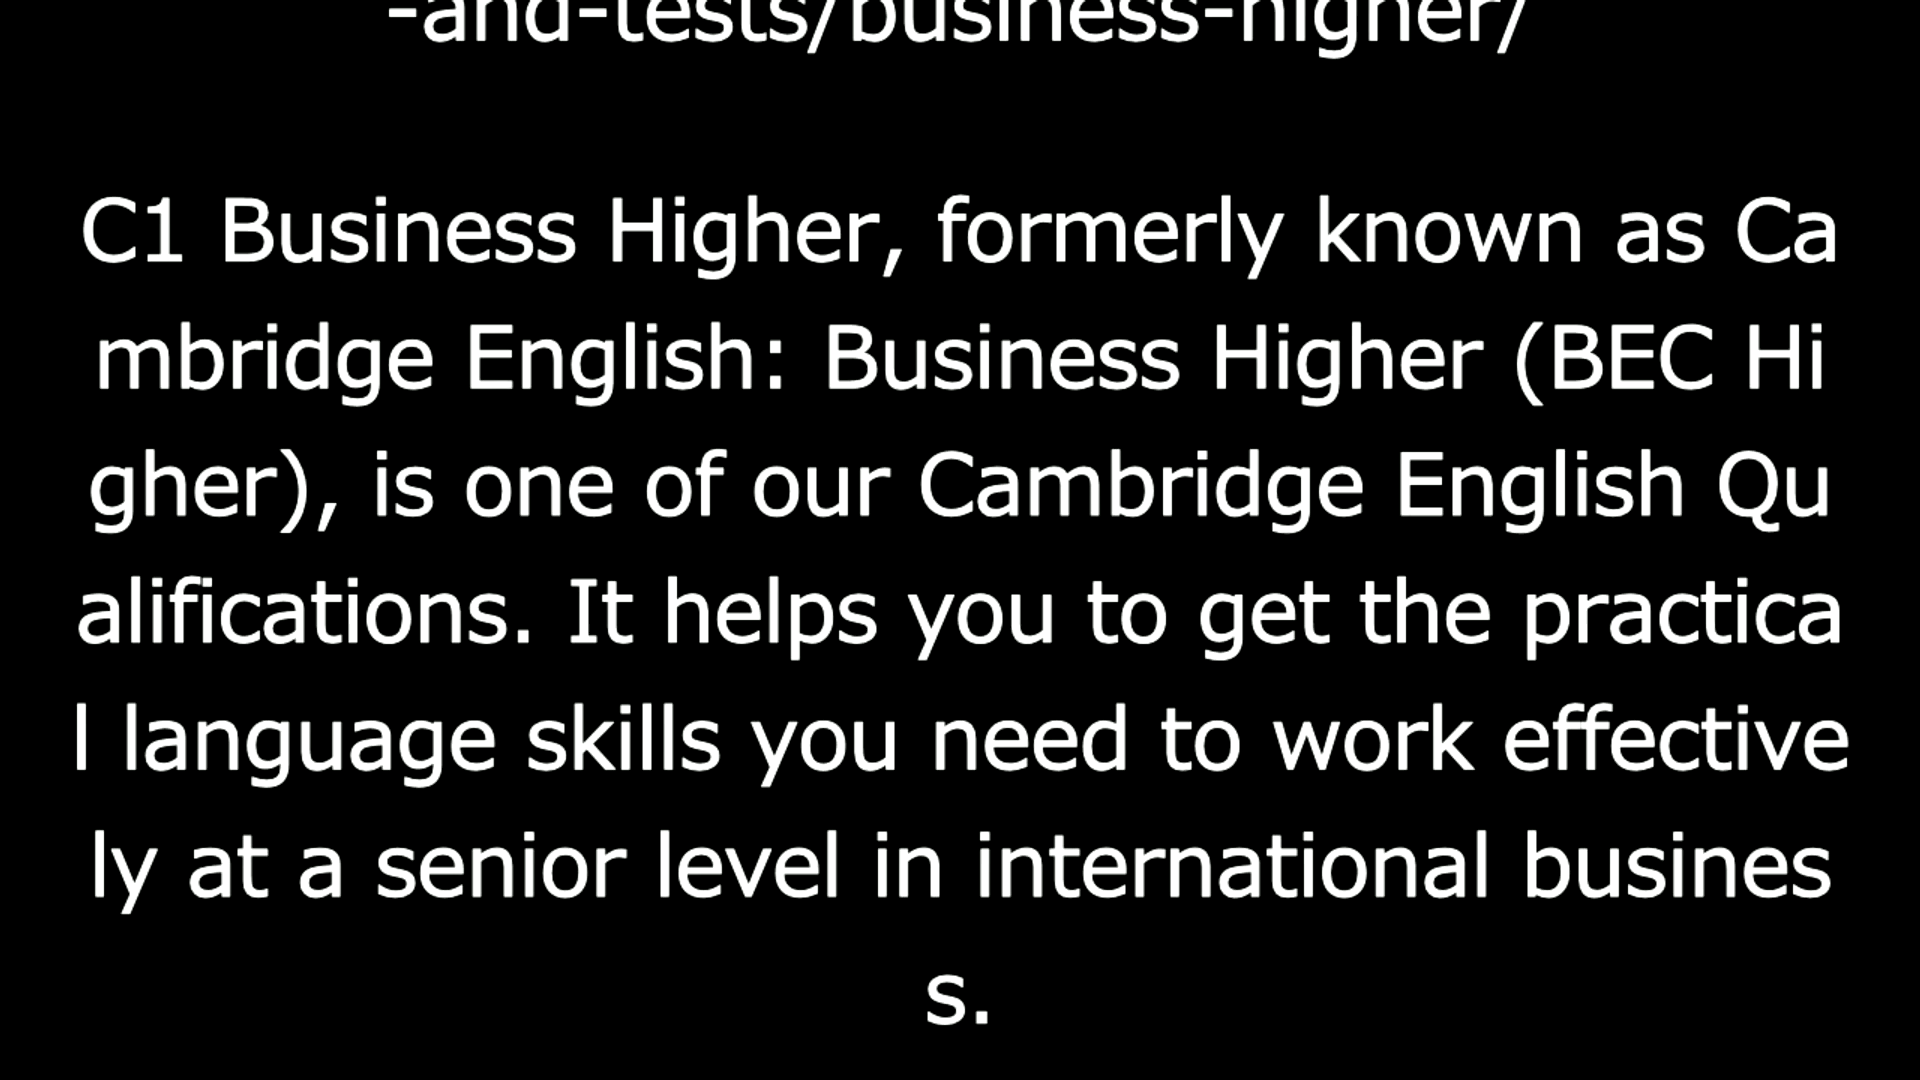 -and-tests/business-higher/
C1 Business Higher, formerly known as Ca
mbridge English: Business Higher (BEC Hi
gher), is one of our Cambridge English Qu
alifications. It helps you to get the practica
l language skills you need to work effective
ly at a senior level in international busines
s.